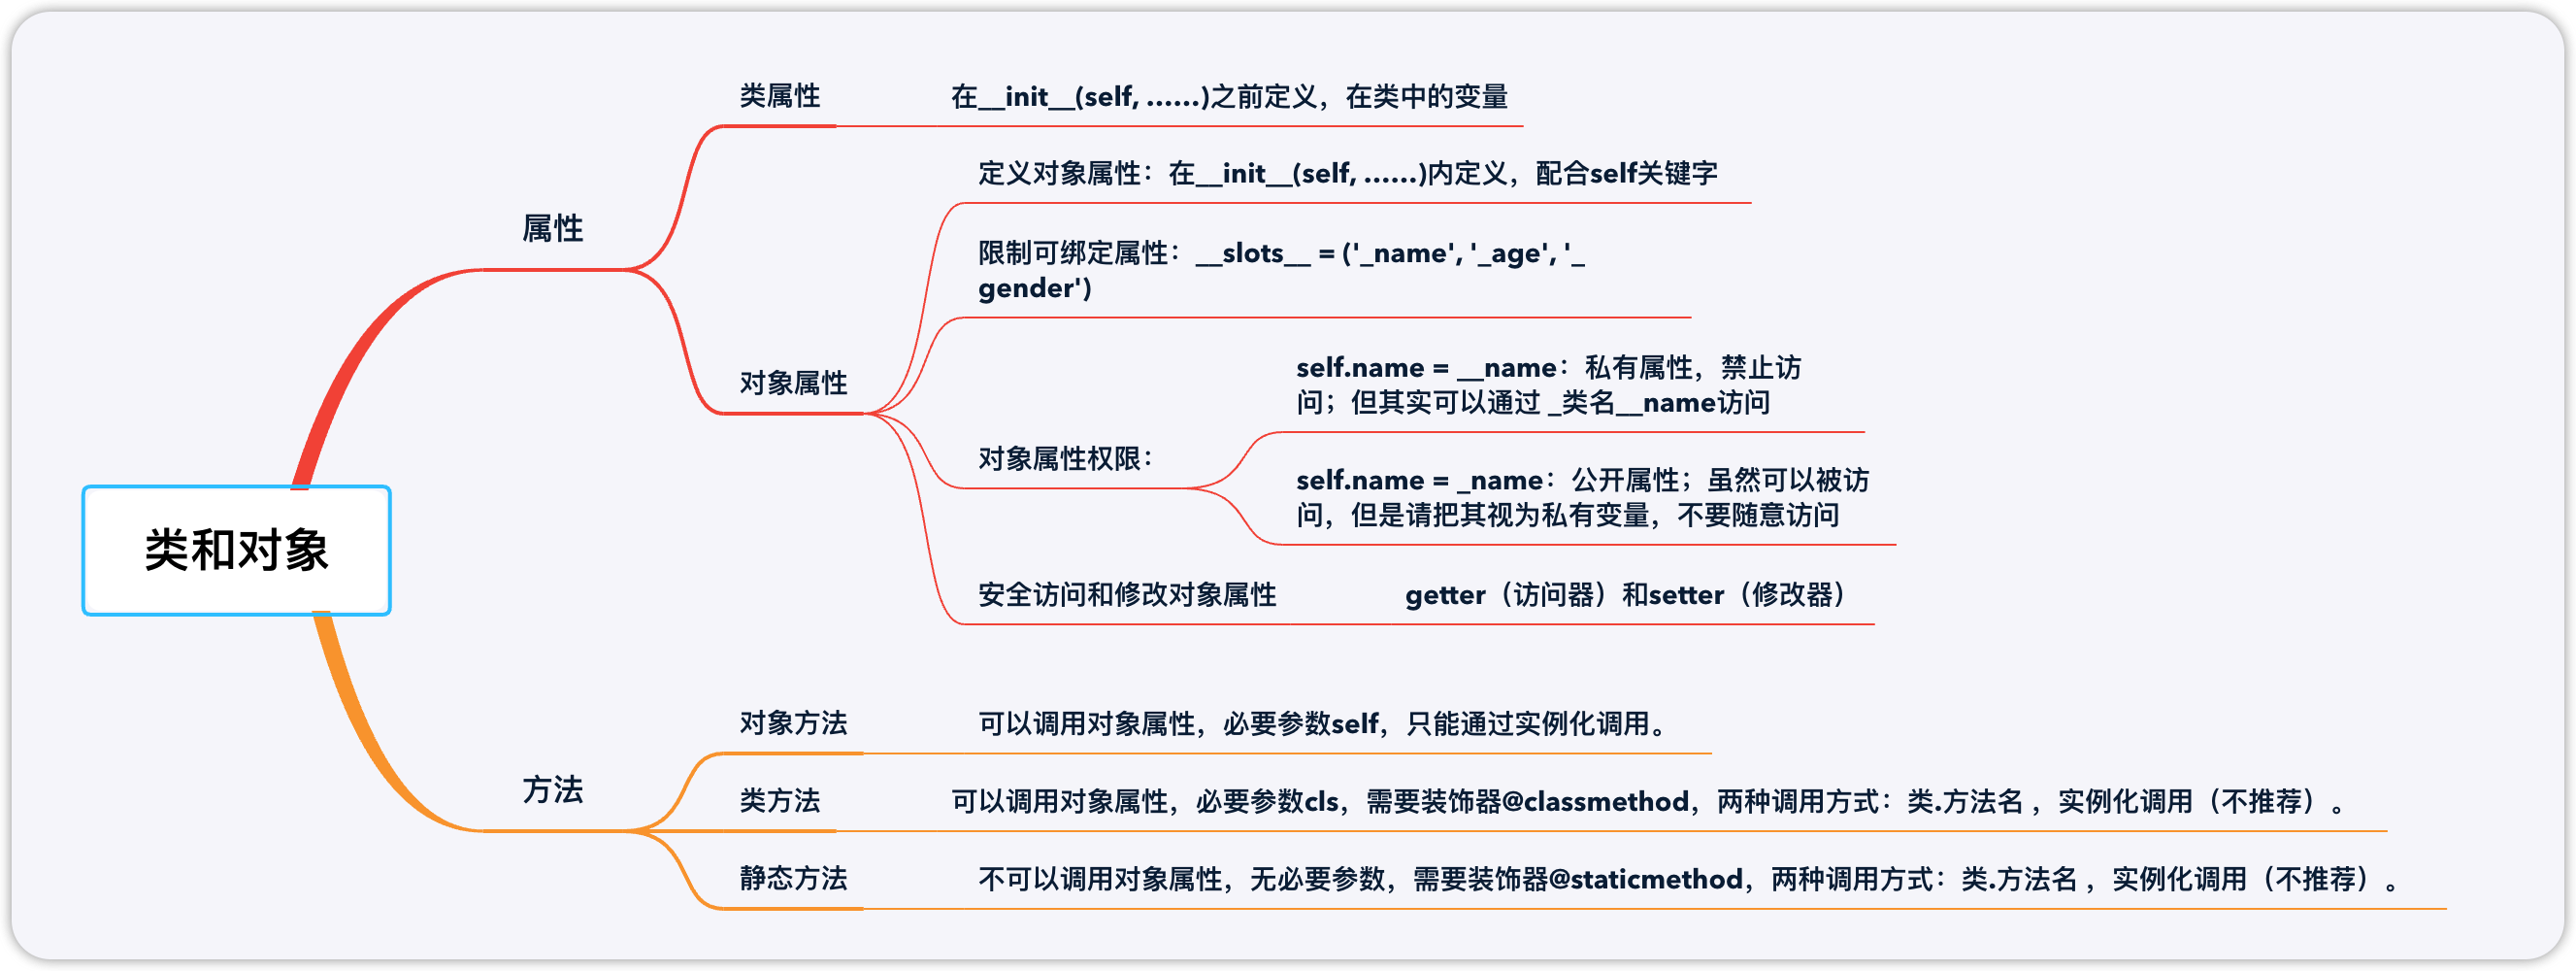 类和对象
属性
类属性
在__init__(self, ......)之前定义，在类中的变量
对象属性
定义对象属性：在__init__(self, ......)内定义，配合self关键字
限制可绑定属性：__slots__ = ('_name', '_age', '_
gender')
对象属性权限：
self.name = __name：私有属性，禁止访
问；但其实可以通过 _类名__name访问
self.name = _name：公开属性；虽然可以被访
问，但是请把其视为私有变量，不要随意访问
安全访问和修改对象属性
getter（访问器）和setter（修改器）
方法
对象方法
可以调用对象属性，必要参数self，只能通过实例化调用。
类方法
可以调用对象属性，必要参数cls，需要装饰器@classmethod，两种调用方式：类.方法名 ，实例化调用（不推荐）。
静态方法
不可以调用对象属性，无必要参数，需要装饰器@staticmethod，两种调用方式：类.方法名 ，实例化调用（不推荐）。